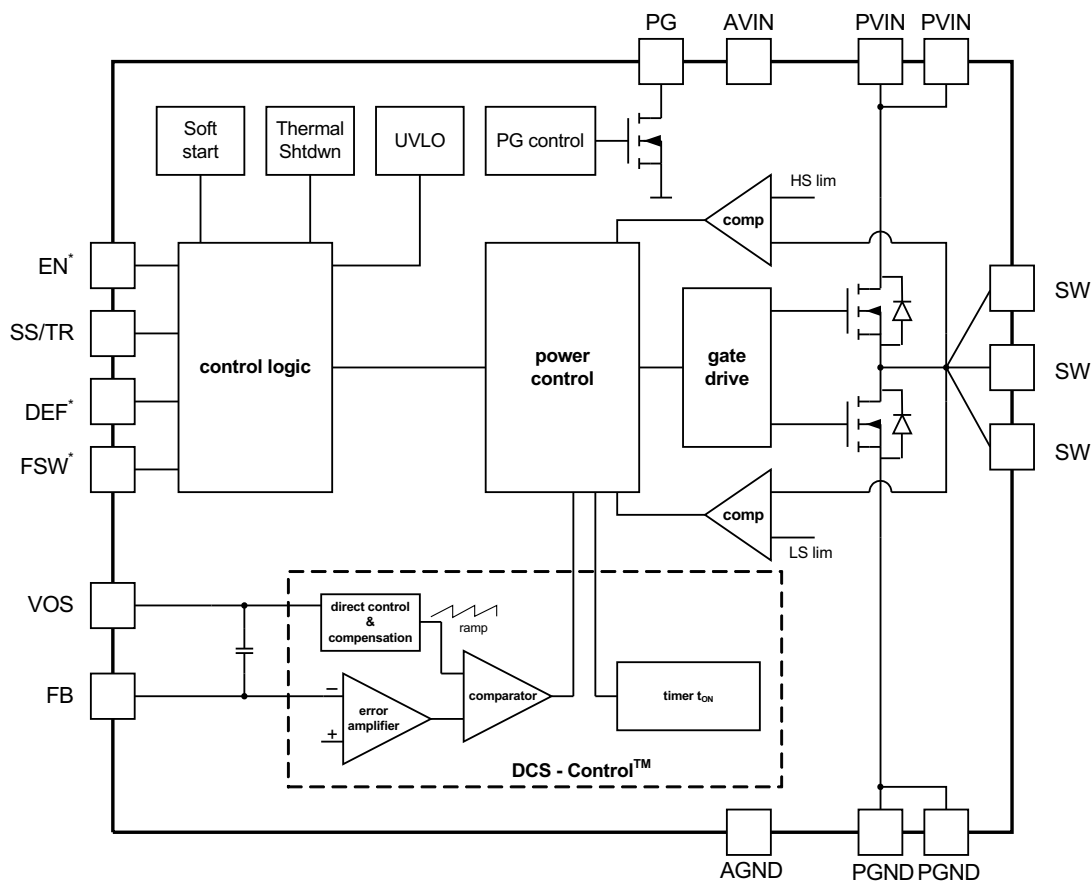 PG
AVIN
PVIN
PVIN
Soft
start
Thermal
Shtdwn
UVLO
PG control
HS lim
comp
EN*
SS/TR
DEF*
FSW*
control logic
power
control
gate
drive
SW
SW
SW
comp
LS lim
VOS
FB
direct control
&
compensation
ramp
−
error
amplifier
+
comparator
timer tON
DCS - Control™
AGND
PGND
PGND